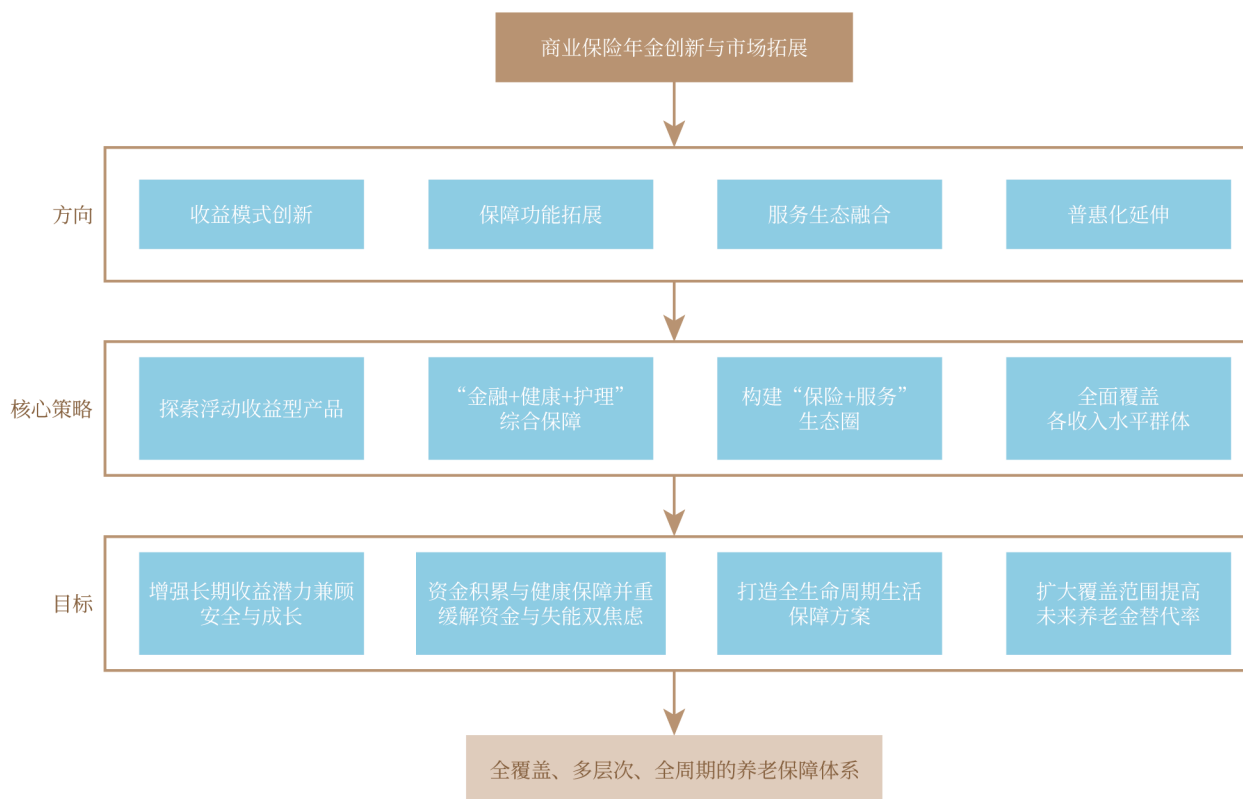 商业保险年金创新与市场拓展
方向
收益模式创新
保障功能拓展
服务生态融合
普惠化延伸
核心策略
探索浮动收益型产品
“金融+健康+护理”
综合保障
构建“保险+服务”
生态圈
全面覆盖
各收入水平群体
目标
增强长期收益潜力兼顾
安全与成长
资金积累与健康保障并重
缓解资金与失能双焦虑
打造全生命周期生活
保障方案
扩大覆盖范围提高
未来养老金替代率
全覆盖、多层次、全周期的养老保障体系